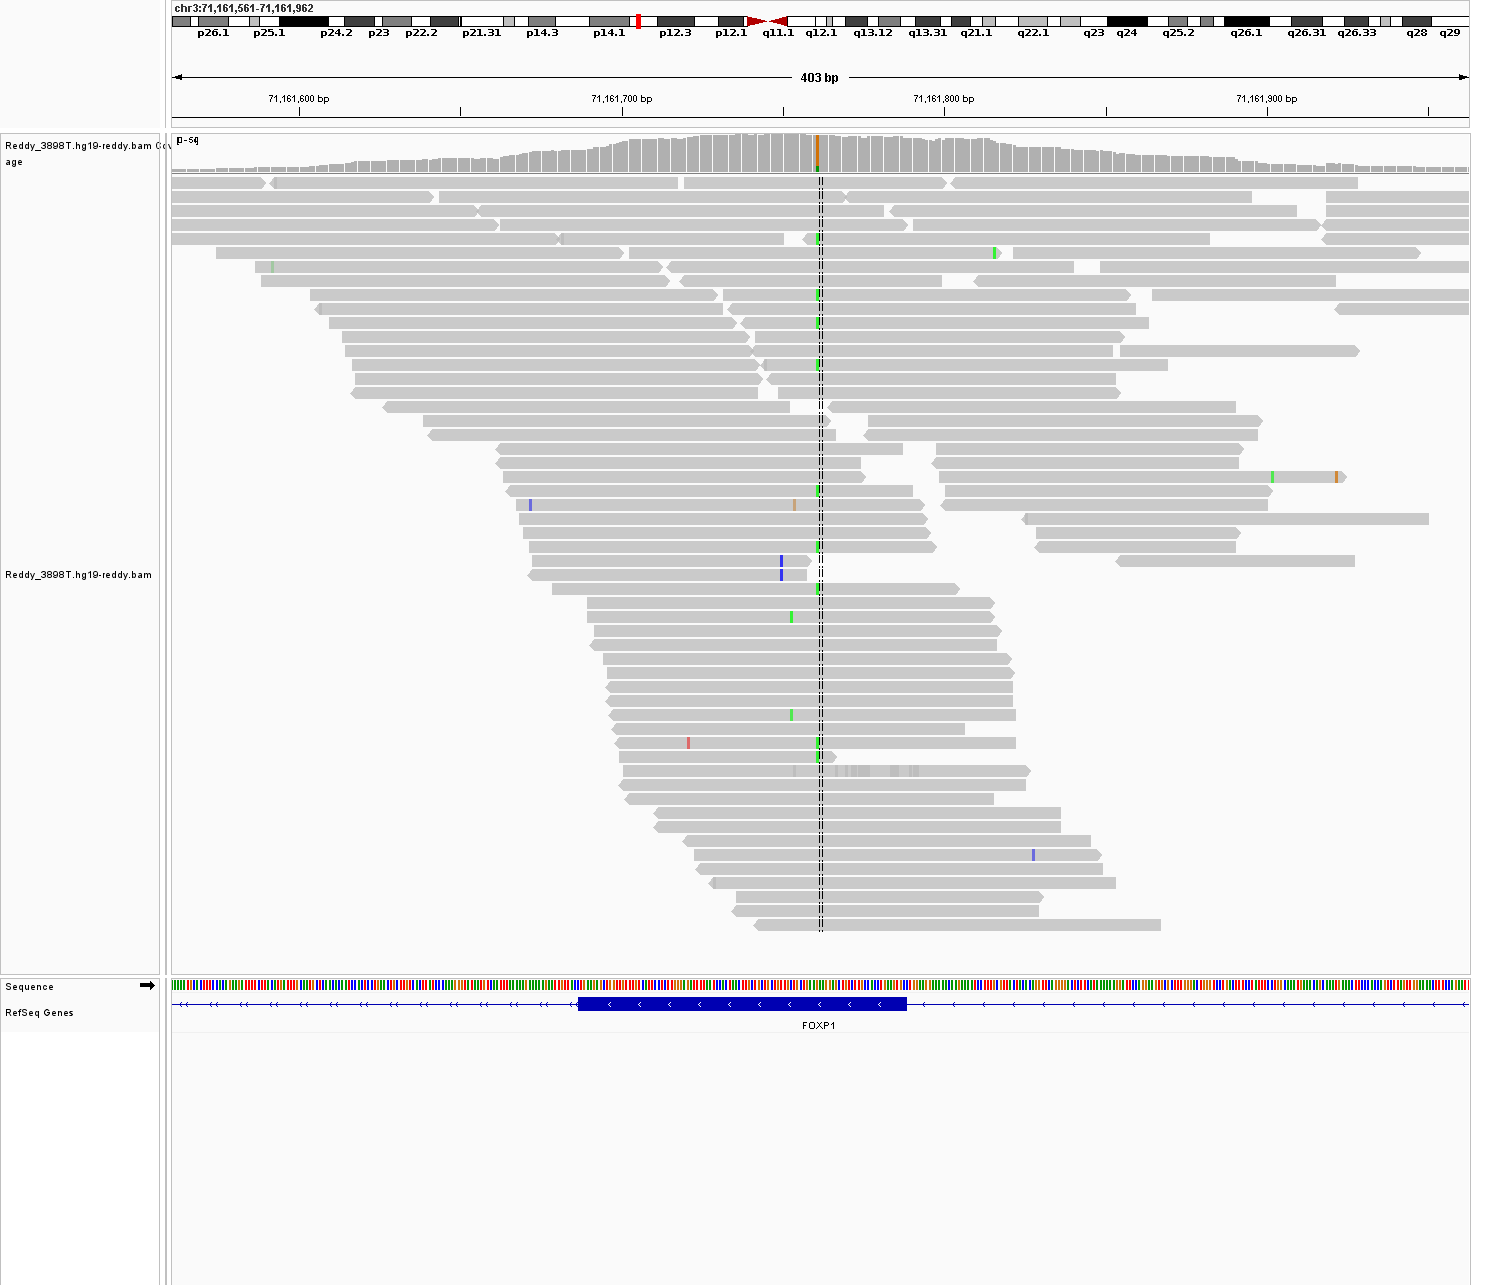 chr3:71,161,561-71,161,962
p26.1 p25.1 p24.2 p23 p22.2 p21.31 p14.3 p14.1 p12.3 p12.1 q11.1 q12.1 q13.12 q13.31 q21.1 q22.1 q23 q24 q25.2 q26.1 q26.31 q26.33 q28 q29
403 bp
71,161,600 bp 71,161,700 bp 71,161,800 bp 71,161,900 bp
Reddy_3898T.hg19-reddy.bam Cov
age
[0-54]
Reddy_3898T.hg19-reddy.bam
Sequence
RefSeq Genes
FOXP1